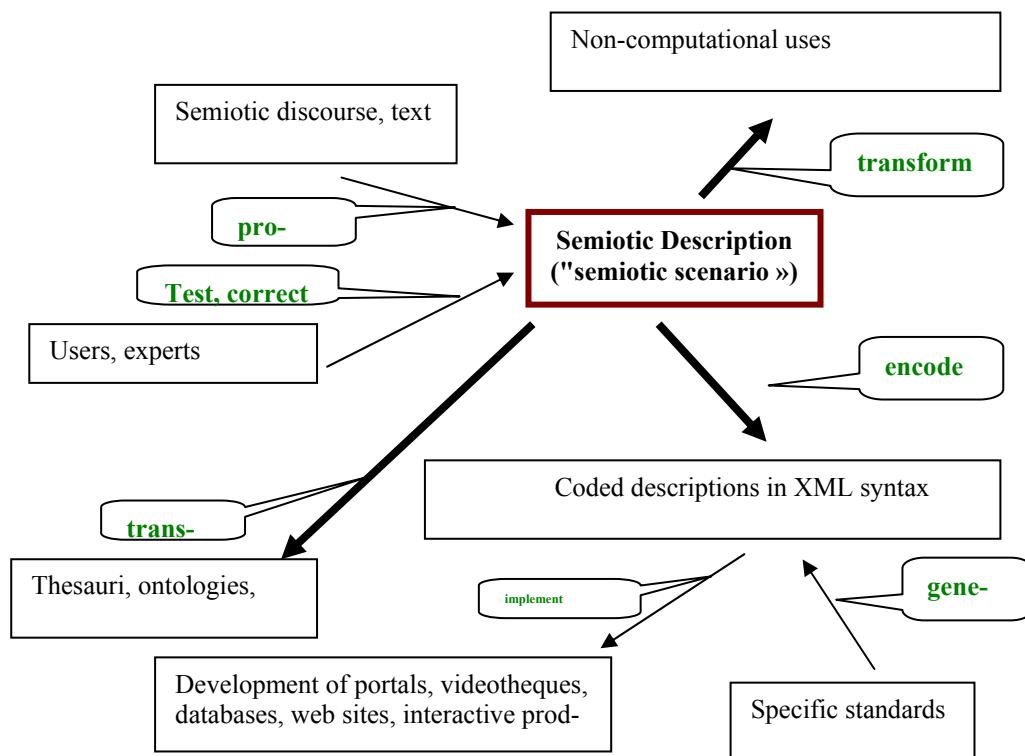 Non-computational uses
Semiotic discourse, text
transform
pro-
Semiotic Description
("semiotic scenario »)
Test, correct
Users, experts
encode
Coded descriptions in XML syntax
trans-
Thesauri, ontologies,
implement
gene-
Development of portals, videotheques,
databases, web sites, interactive prod-
Specific standards